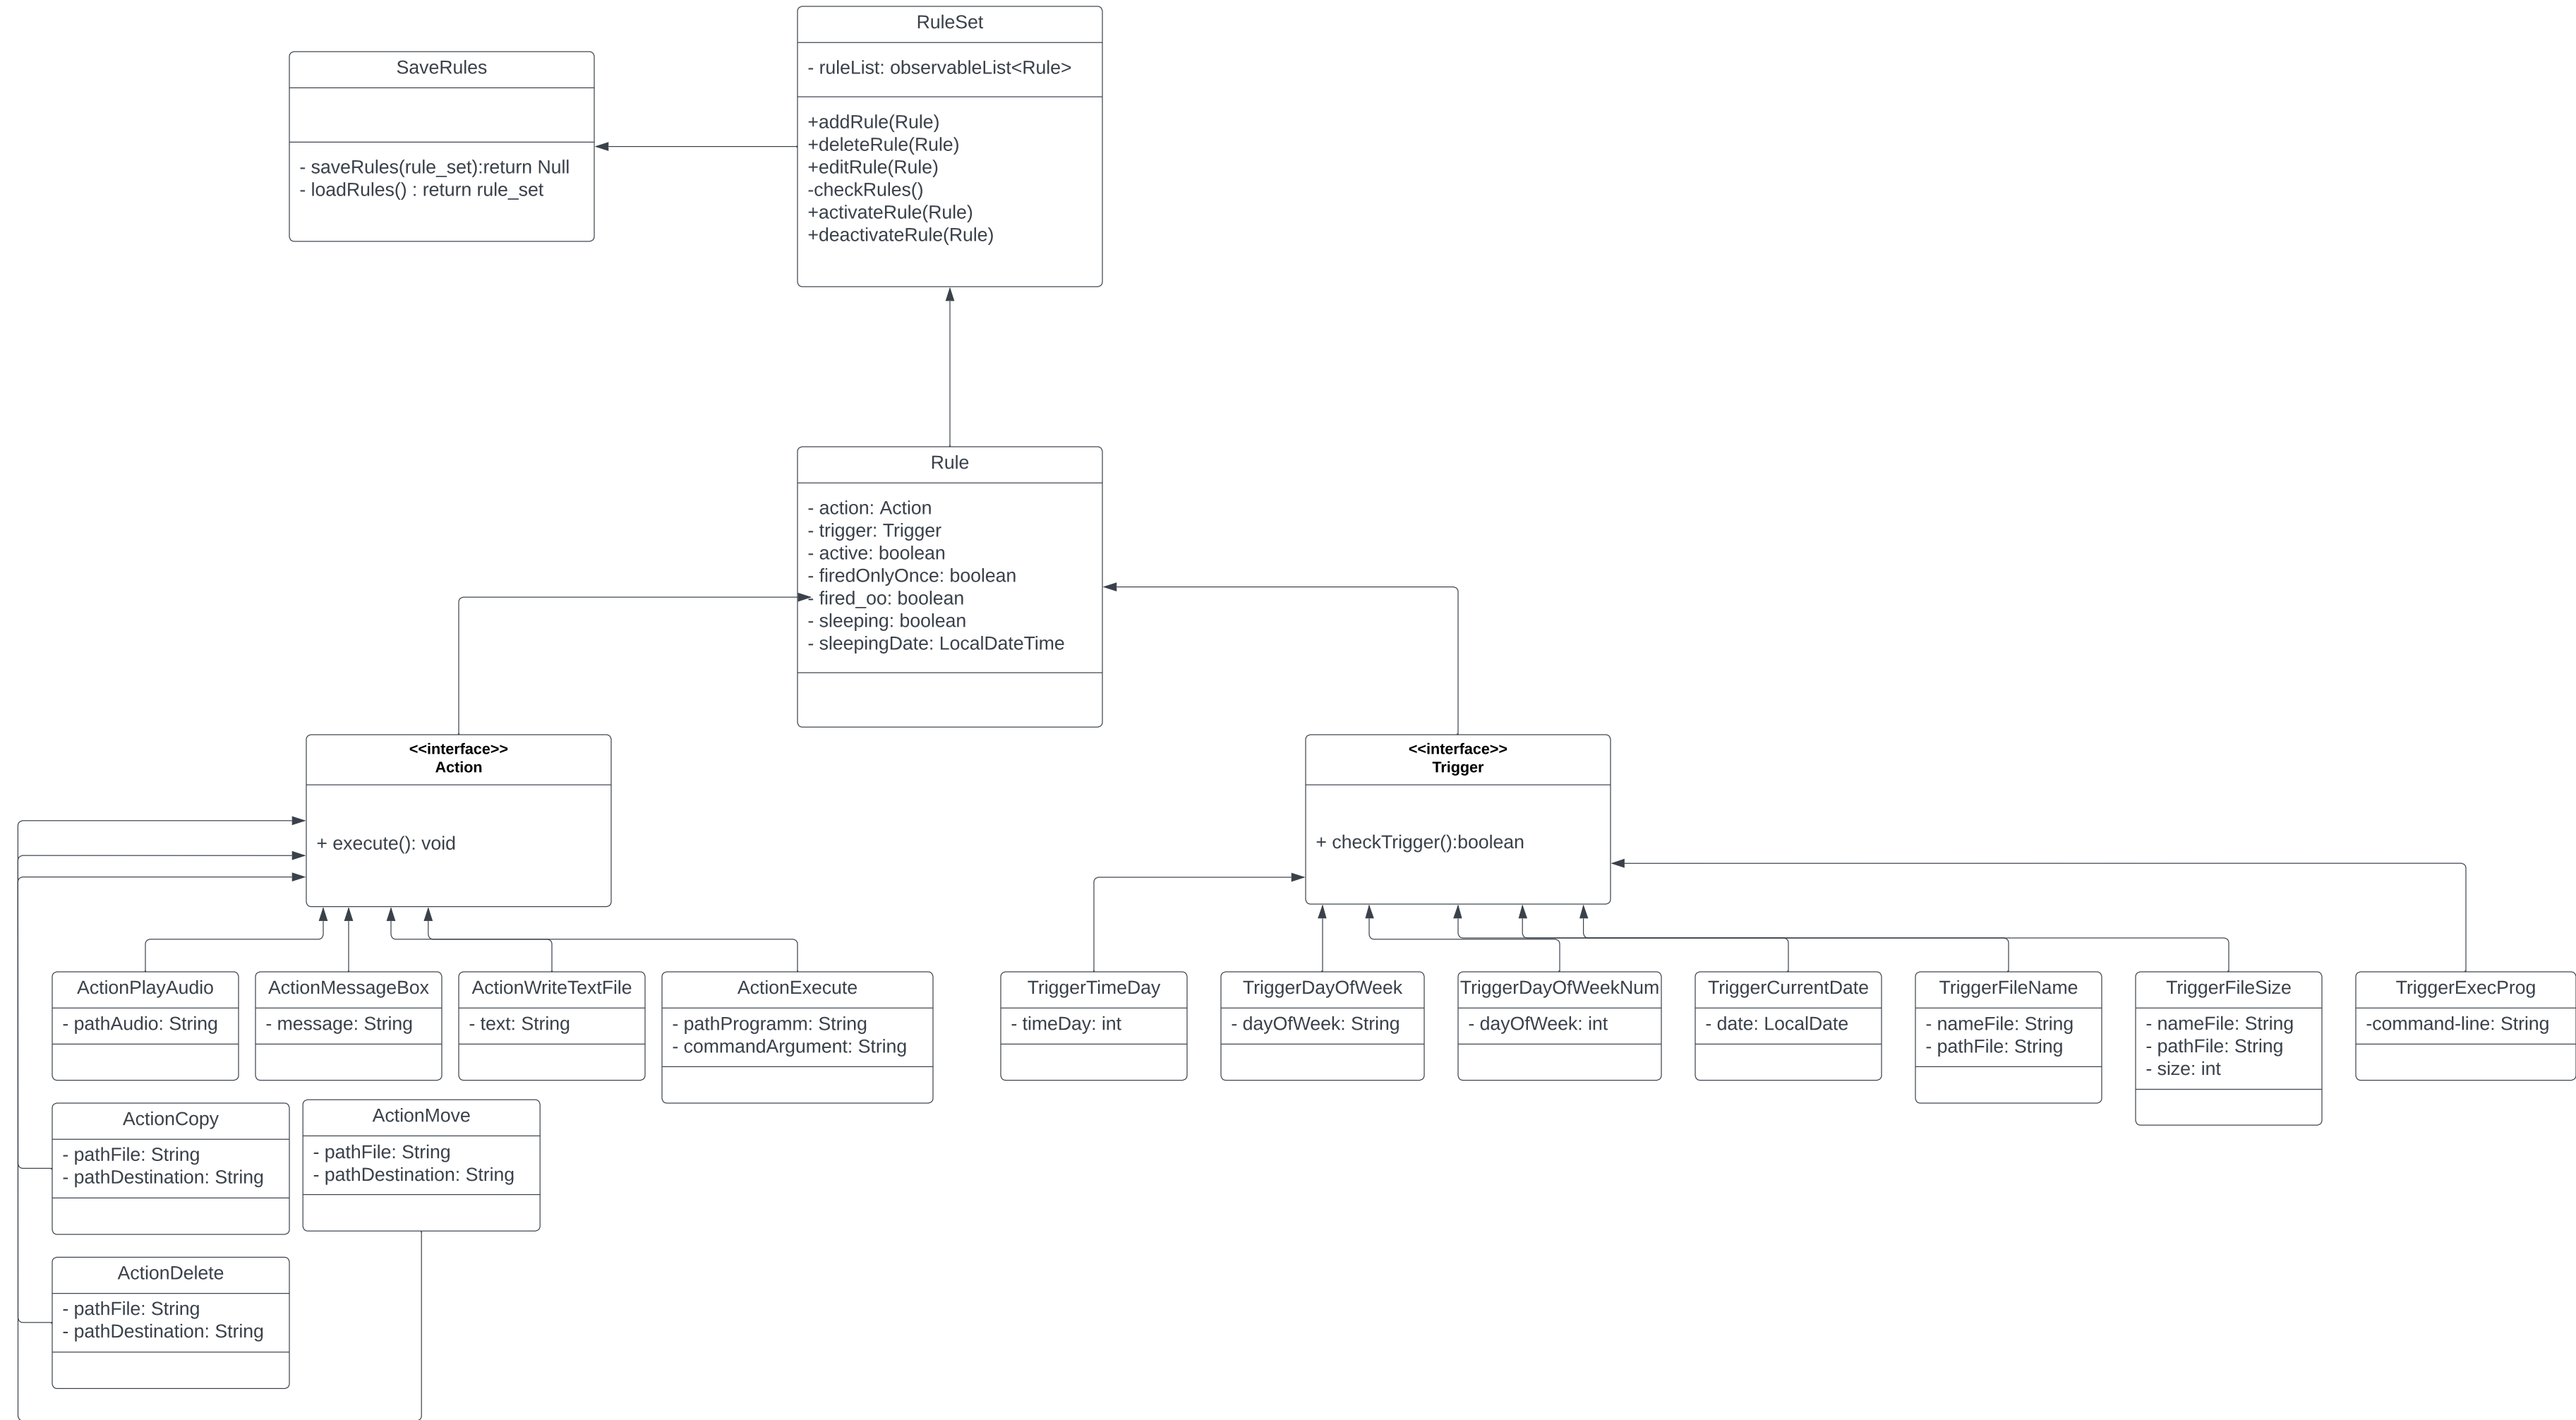 RuleSet
- ruleList: observableList<Rule>
+addRule(Rule)
+deleteRule(Rule)
+editRule(Rule)
-checkRules()
+activateRule(Rule)
+deactivateRule(Rule)
SaveRules
- saveRules(rule_set):return Null
- loadRules() : return rule_set
Rule
- action: Action
- trigger: Trigger
- active: boolean
- firedOnlyOnce: boolean
- fired_oo: boolean
- sleeping: boolean
- sleepingDate: LocalDateTime
<<interface>>
Action
+ execute(): void
<<interface>>
Trigger
+ checkTrigger():boolean
ActionPlayAudio
- pathAudio: String
ActionMessageBox
- message: String
ActionWriteTextFile
- text: String
ActionExecute
- pathProgramm: String
- commandArgument: String
TriggerTimeDay
- timeDay: int
TriggerDayOfWeek
- dayOfWeek: String
TriggerDayOfWeekNum
- dayOfWeek: int
TriggerCurrentDate
- date: LocalDate
TriggerFileName
- nameFile: String
- pathFile: String
TriggerFileSize
- nameFile: String
- pathFile: String
- size: int
TriggerExecProg
-command-line: String
ActionCopy
- pathFile: String
- pathDestination: String
ActionMove
- pathFile: String
- pathDestination: String
ActionDelete
- pathFile: String
- pathDestination: String